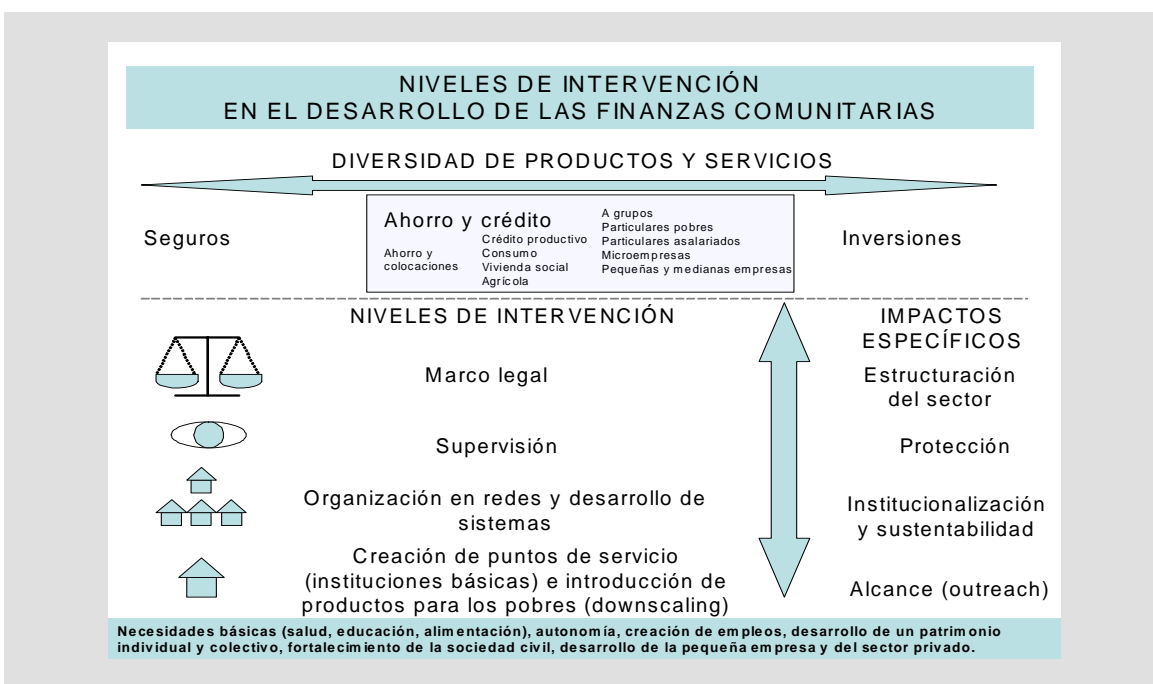 NIVELES DE INTERVENCIÓN
EN EL DESARROLLO DE LAS FINANZAS COMUNITARIAS
DIVERSIDAD DE PRODUCTOS Y SERVICIOS
Seguros
Ahorro y crédito
Ahorro y
colocaciones
Crédito productivo
Consumo
Vivienda social
Agrícola
A grupos
Particulares pobres
Particulares asalariados
Microempresas
Pequeñas y medianas empresas
Inversiones
NIVELES DE INTERVENCIÓN
IMPACTOS
ESPECÍFICOS
Marco legal
Estructuración
del sector
Supervisión
Protección
Organización en redes y desarrollo de
sistemas
Institucionalización
y sustentabilidad
Creación de puntos de servicio
(instituciones básicas) e introducción de
productos para los pobres (downscaling)
Alcance (outreach)
Necesidades básicas (salud, educación, alimentación), autonomía, creación de empleos, desarrollo de un patrimonio
individual y colectivo, fortalecimiento de la sociedad civil, desarrollo de la pequeña empresa y del sector privado.